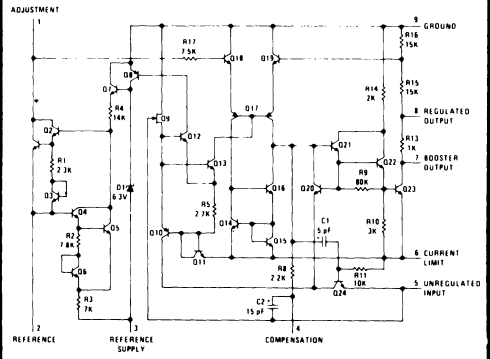 ADJUSTMENT
1
9
GROUND
R16
15K
R17
7.5K
Q18
Q19
Q8
Q7
R4
14K
R14
2K
R15
15K
Q17
8
REGULATED
OUTPUT
Q9
Q2
Q12
R13
1K
Q21
Q22
7
BOOSTER
OUTPUT
R1
2.3K
Q13
R9
80K
D1
6.3V
Q16
Q20
Q23
Q3
R5
2.7K
Q4
Q5
Q14
C1
5 pF
R10
3K
R2
7.8K
Q10
Q15
Q11
6
CURRENT
LIMIT
Q6
R8
2.2K
R11
10K
5
UNREGULATED
INPUT
R3
7K
C2
15 pF
Q24
2
REFERENCE
3
REFERENCE
SUPPLY
4
COMPENSATION